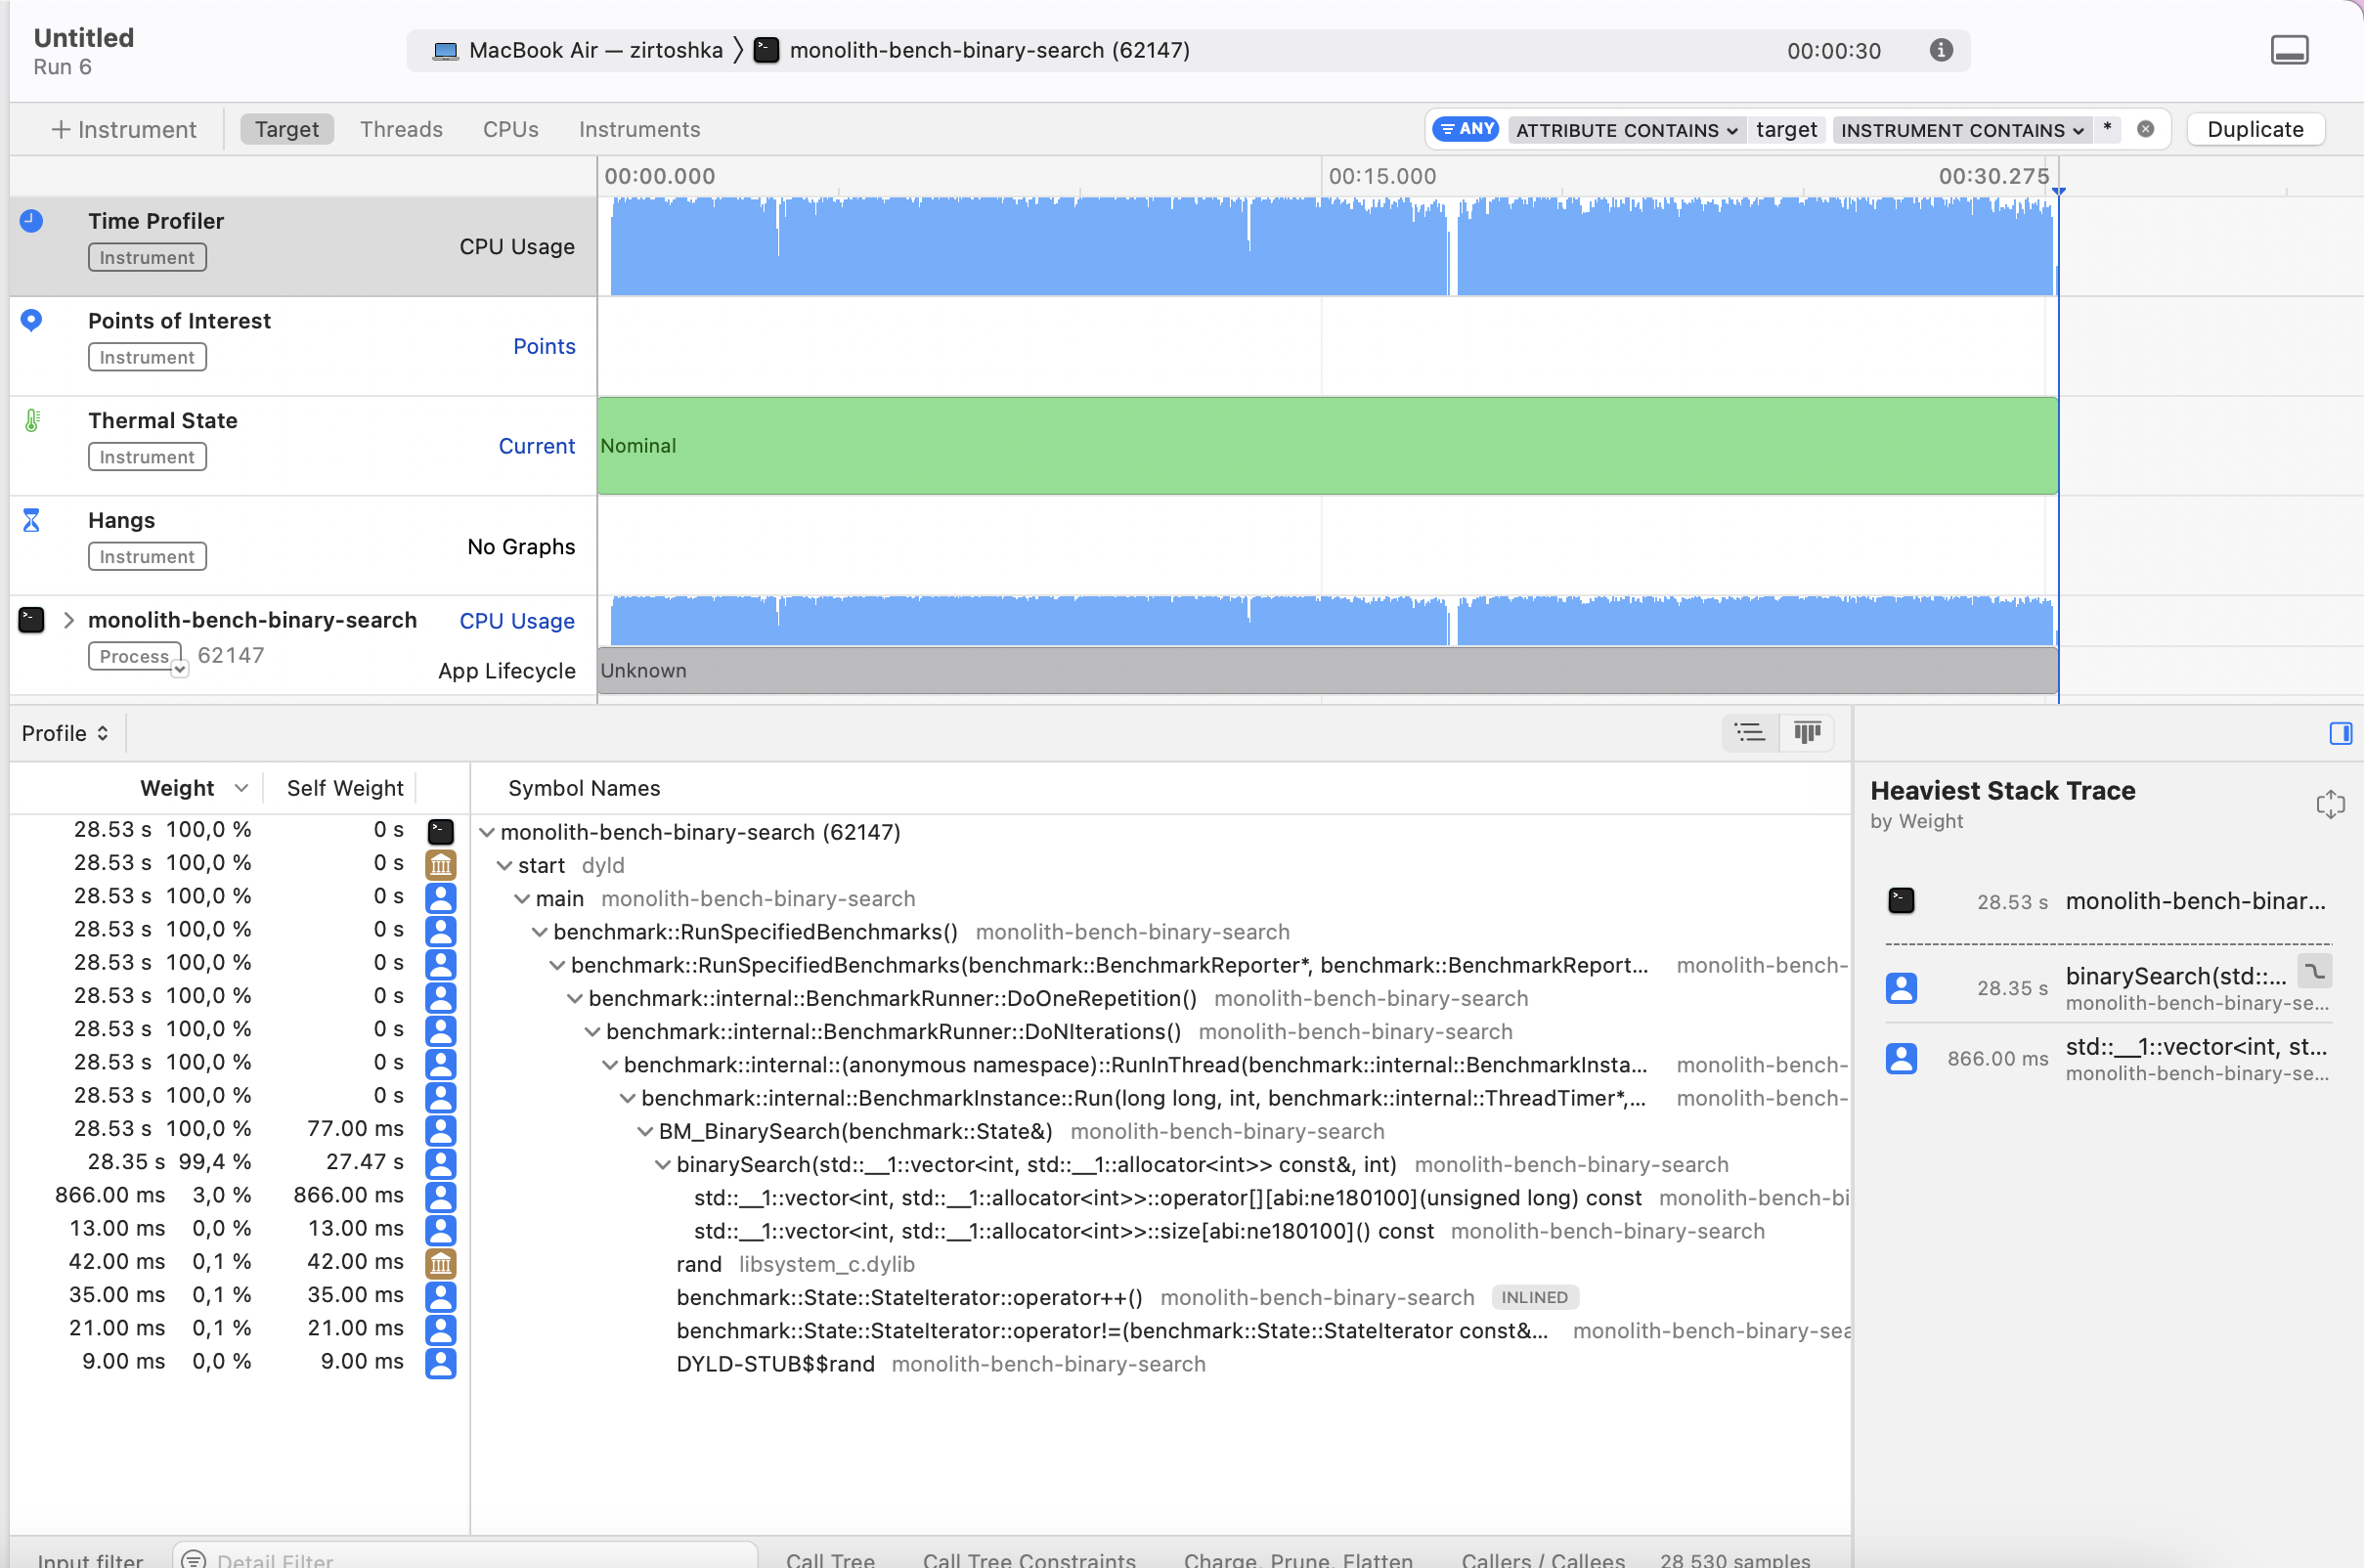 Untitled
Run 6
MacBook Air — zirtoshka 〉 monolith-bench-binary-search (62147)
00:00:30
+ Instrument
Target
Threads
CPUs
Instruments
ANY ATTRIBUTE CONTAINS target INSTRUMENT CONTAINS *
Duplicate
00:00.000
00:15.000
00:30.275
Time Profiler
Instrument
CPU Usage
Points of Interest
Instrument
Points
Thermal State
Instrument
Current
Nominal
Hangs
Instrument
No Graphs
monolith-bench-binary-search
CPU Usage
Process 62147
App Lifecycle
Unknown
Profile
Weight Self Weight Symbol Names
28.53 s 100,0 % 0 s monolith-bench-binary-search (62147)
28.53 s 100,0 % 0 s start dyld
28.53 s 100,0 % 0 s main monolith-bench-binary-search
28.53 s 100,0 % 0 s benchmark::RunSpecifiedBenchmarks() monolith-bench-binary-search
28.53 s 100,0 % 0 s benchmark::RunSpecifiedBenchmarks(benchmark::BenchmarkReporter*, benchmark::BenchmarkReport... monolith-bench-
28.53 s 100,0 % 0 s benchmark::internal::BenchmarkRunner::DoOneRepetition() monolith-bench-binary-search
28.53 s 100,0 % 0 s benchmark::internal::BenchmarkRunner::DoNIterations() monolith-bench-binary-search
28.53 s 100,0 % 0 s benchmark::internal::(anonymous namespace)::RunInThread(benchmark::internal::BenchmarkInsta... monolith-bench-
28.53 s 100,0 % 0 s benchmark::internal::BenchmarkInstance::Run(long long, int, benchmark::internal::ThreadTimer*,... monolith-bench-
28.53 s 100,0 % 77.00 ms BM_BinarySearch(benchmark::State&) monolith-bench-binary-search
28.35 s 99,4 % 27.47 s binarySearch(std::__1::vector<int, std::__1::allocator<int>> const&, int) monolith-bench-binary-search
866.00 ms 3,0 % 866.00 ms std::__1::vector<int, std::__1::allocator<int>>::operator[][abi:ne180100](unsigned long) const monolith-bench-bi
13.00 ms 0,0 % 13.00 ms std::__1::vector<int, std::__1::allocator<int>>::size[abi:ne180100]() const monolith-bench-binary-search
42.00 ms 0,1 % 42.00 ms rand libsystem_c.dylib
35.00 ms 0,1 % 35.00 ms benchmark::State::StateIterator::operator++() monolith-bench-binary-search INLINED
21.00 ms 0,1 % 21.00 ms benchmark::State::StateIterator::operator!=(benchmark::State::StateIterator const&... monolith-bench-binary-sea
9.00 ms 0,0 % 9.00 ms DYLD-STUB$$rand monolith-bench-binary-search
Heaviest Stack Trace
by Weight
28.53 s monolith-bench-binar...
28.35 s binarySearch(std::...
monolith-bench-binary-se...
866.00 ms std::__1::vector<int, st...
monolith-bench-binary-se...
Input filter Detail Filter Call Tree Call Tree Constraints Charge, Prune, Flatten Callers / Callees 28 530 samples